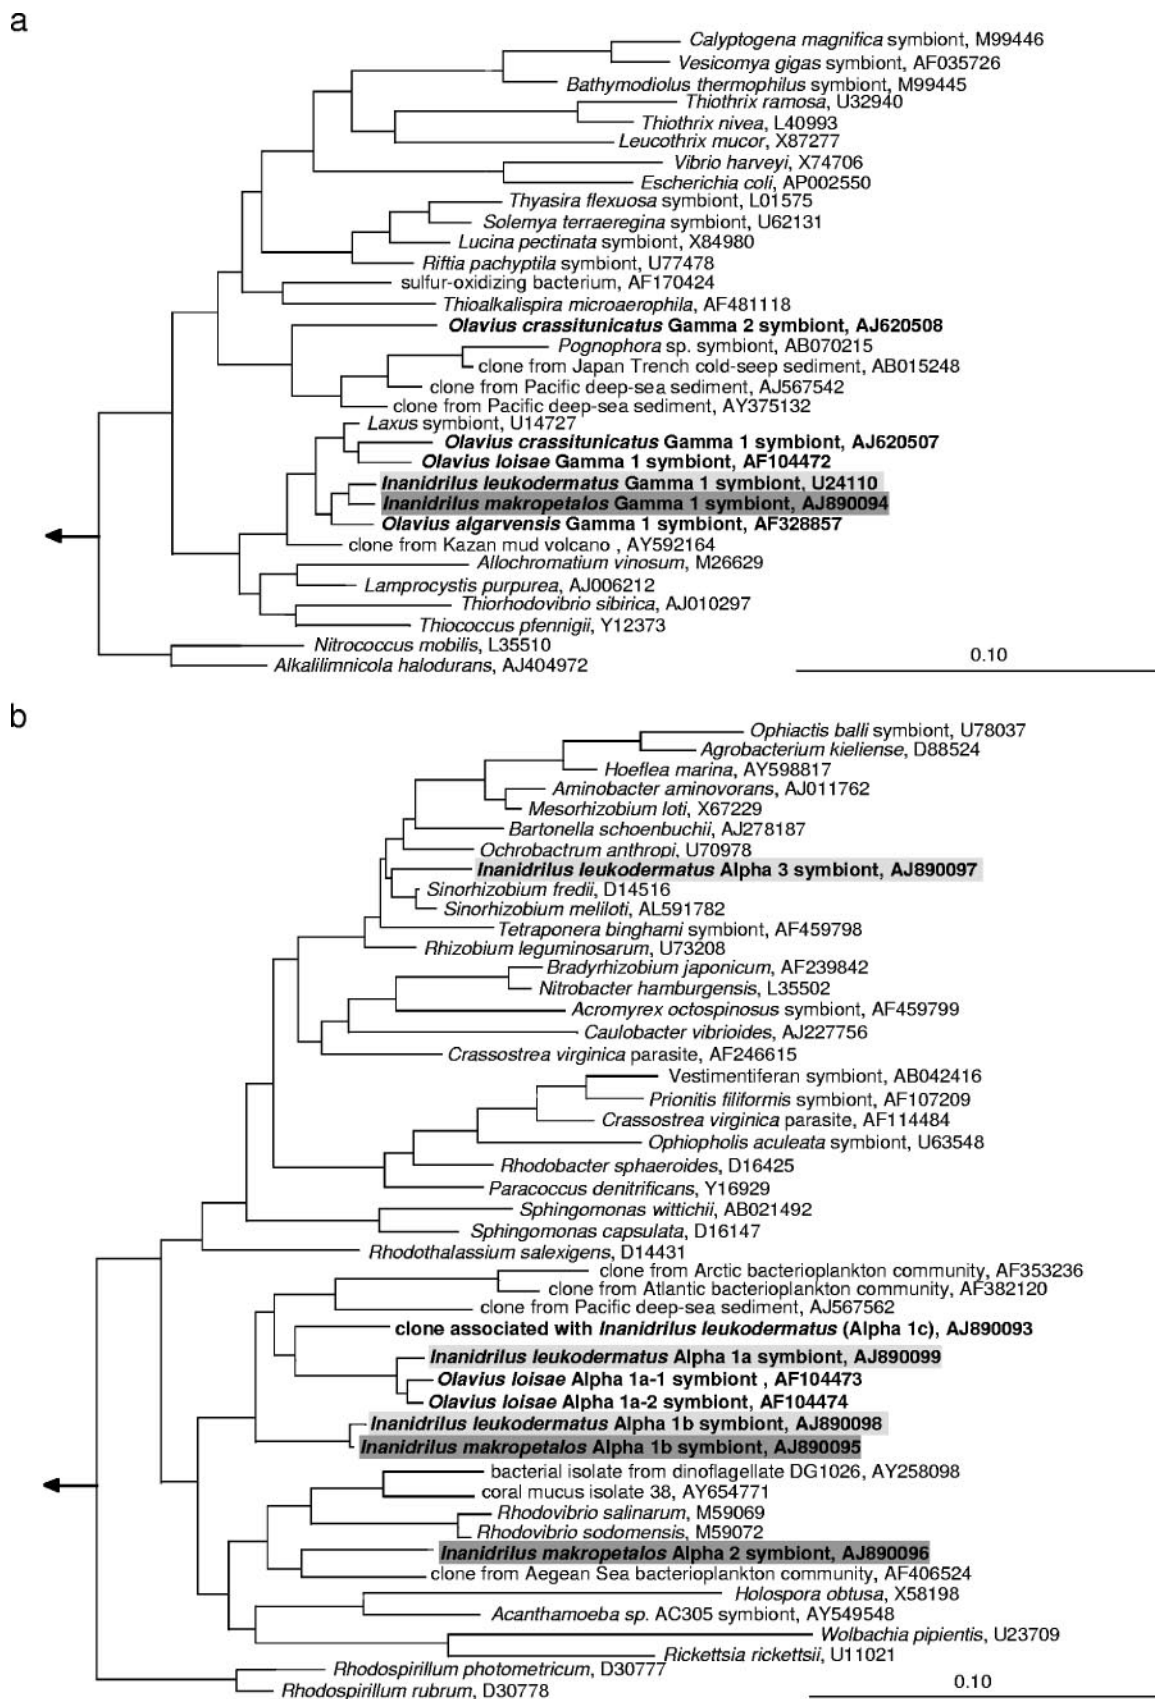 a
Calyptogena magnifica symbiont, M99446
Vesicomya gigas symbiont, AF035726
Bathymodiolus thermophilus symbiont, M99445
Thiothrix ramosa, U32940
Thiothrix nivea, L40993
Leucothrix mucor, X87277
Vibrio harveyi, X74706
Escherichia coli, AP002550
Thyasira flexuosa symbiont, L01575
Solemya terraeregina symbiont, U62131
Lucina pectinata symbiont, X84980
Riftia pachyptila symbiont, U77478
sulfur-oxidizing bacterium, AF170424
Thioalkalispira microaerophila, AF481118
Olavius crassitunicatus Gamma 2 symbiont, AJ620508
Pognophora sp. symbiont, AB070215
clone from Japan Trench cold-seep sediment, AB015248
clone from Pacific deep-sea sediment, AJ567542
clone from Pacific deep-sea sediment, AY375132
Laxus symbiont, U14727
Olavius crassitunicatus Gamma 1 symbiont, AJ620507
Olavius loisae Gamma 1 symbiont, AF104472
Inanidrilus leukodermatus Gamma 1 symbiont, U24110
Inanidrilus makropetalos Gamma 1 symbiont, AJ890094
Olavius algarvensis Gamma 1 symbiont, AF328857
clone from Kazan mud volcano , AY592164
Allochromatium vinosum, M26629
Lamprocystis purpurea, AJ006212
Thiorhodovibrio sibirica, AJ010297
Thiococcus pfennigii, Y12373
Nitrococcus mobilis, L35510
Alkalilimnicola halodurans, AJ404972
0.10
b
Ophiactis balli symbiont, U78037
Agrobacterium kieliense, D88524
Hoeflea marina, AY598817
Aminobacter aminovorans, AJ011762
Mesorhizobium loti, X67229
Bartonella schoenbuchii, AJ278187
Ochrobactrum anthropi, U70978
Inanidrilus leukodermatus Alpha 3 symbiont, AJ890097
Sinorhizobium fredii, D14516
Sinorhizobium meliloti, AL591782
Tetraponera binghami symbiont, AF459798
Rhizobium leguminosarum, U73208
Bradyrhizobium japonicum, AF239842
Nitrobacter hamburgensis, L35502
Acromyrex octospinosus symbiont, AF459799
Caulobacter vibrioides, AJ227756
Crassostrea virginica parasite, AF246615
Vestimentiferan symbiont, AB042416
Prionitis filiformis symbiont, AF107209
Crassostrea virginica parasite, AF114484
Ophiopholis aculeata symbiont, U63548
Rhodobacter sphaeroides, D16425
Paracoccus denitrificans, Y16929
Sphingomonas wittichii, AB021492
Sphingomonas capsulata, D16147
Rhodothalassium salexigens, D14431
clone from Arctic bacterioplankton community, AF353236
clone from Atlantic bacterioplankton community, AF382120
clone from Pacific deep-sea sediment, AJ567562
clone associated with Inanidrilus leukodermatus (Alpha 1c), AJ890093
Inanidrilus leukodermatus Alpha 1a symbiont, AJ890099
Olavius loisae Alpha 1a-1 symbiont , AF104473
Olavius loisae Alpha 1a-2 symbiont, AF104474
Inanidrilus leukodermatus Alpha 1b symbiont, AJ890098
Inanidrilus makropetalos Alpha 1b symbiont, AJ890095
bacterial isolate from dinoflagellate DG1026, AY258098
coral mucus isolate 38, AY654771
Rhodovibrio salinarum, M59069
Rhodovibrio sodomensis, M59072
Inanidrilus makropetalos Alpha 2 symbiont, AJ890096
clone from Aegean Sea bacterioplankton community, AF406524
Holospora obtusa, X58198
Acanthamoeba sp. AC305 symbiont, AY549548
Wolbachia pipientis, U23709
Rickettsia rickettsii, U11021
Rhodospirillum photometricum, D30777
Rhodospirillum rubrum, D30778
0.10